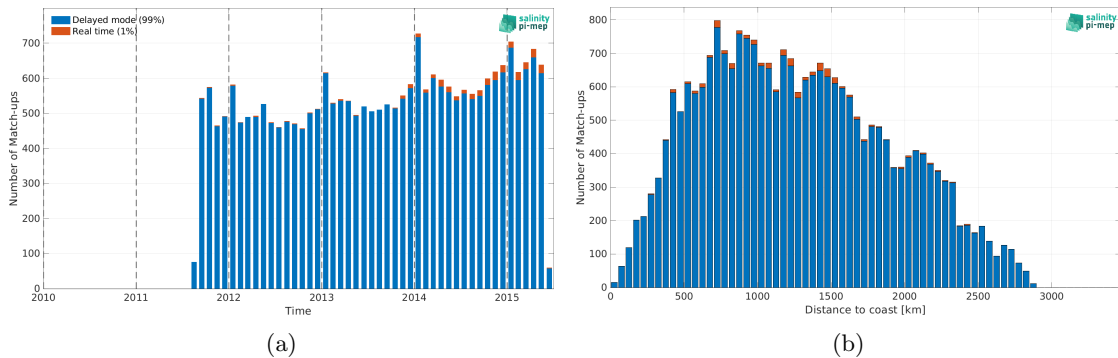 Delayed mode (99%)
Real time (1%)
salinity
pi-mep
700
600
500
400
300
200
100
0
Number of Match-ups
2010
2011
2012
2013
2014
2015
Time
(a)
salinity
pi-mep
800
700
600
500
400
300
200
100
0
Number of Match-ups
0
500
1000
1500
2000
2500
3000
Distance to coast [km]
(b)